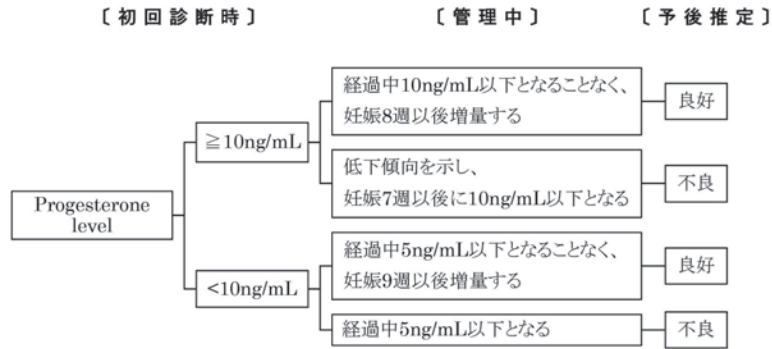 〔初回診断時〕 〔管理中〕 〔予後推定〕
経過中10ng/mL以下となることなく、
妊娠8週以後増量する
良好
≧10ng/mL
低下傾向を示し、
妊娠7週以後に10ng/mL以下となる
不良
Progesterone
level
経過中5ng/mL以下となることなく、
妊娠9週以後増量する
良好
<10ng/mL
経過中5ng/mL以下となる
不良